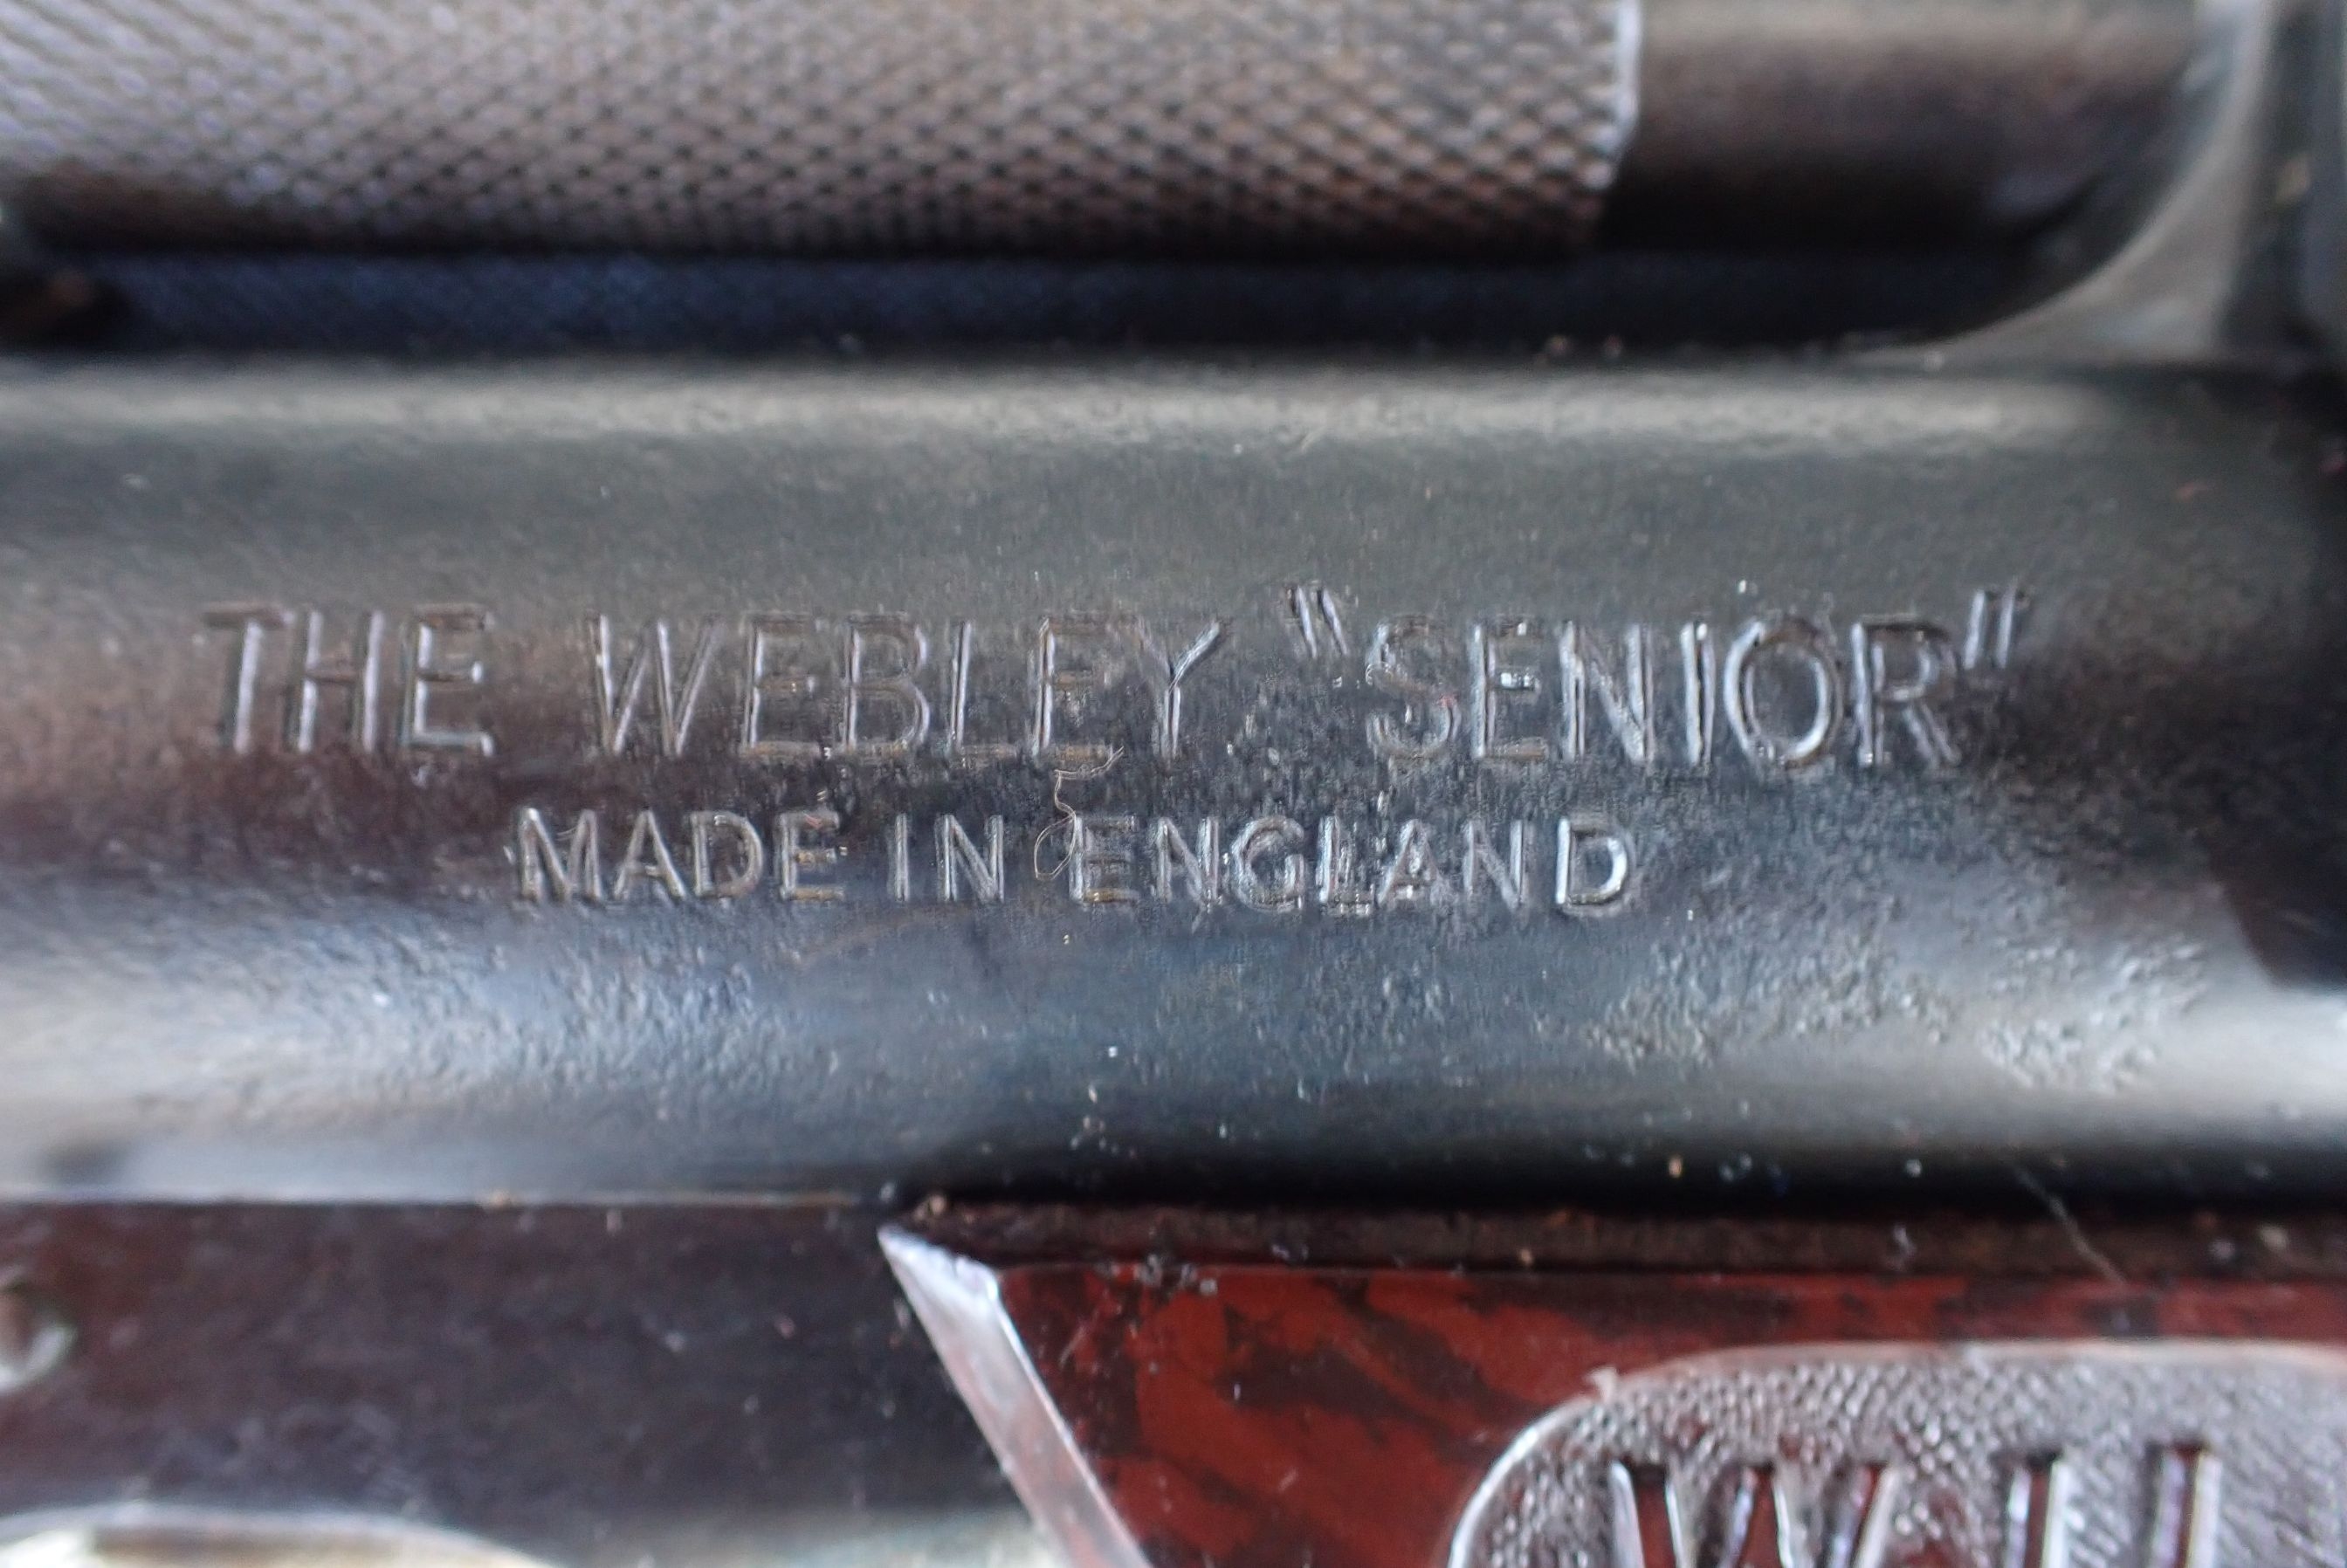 THE WEBLEY "SENIOR"
MADE IN ENGLAND